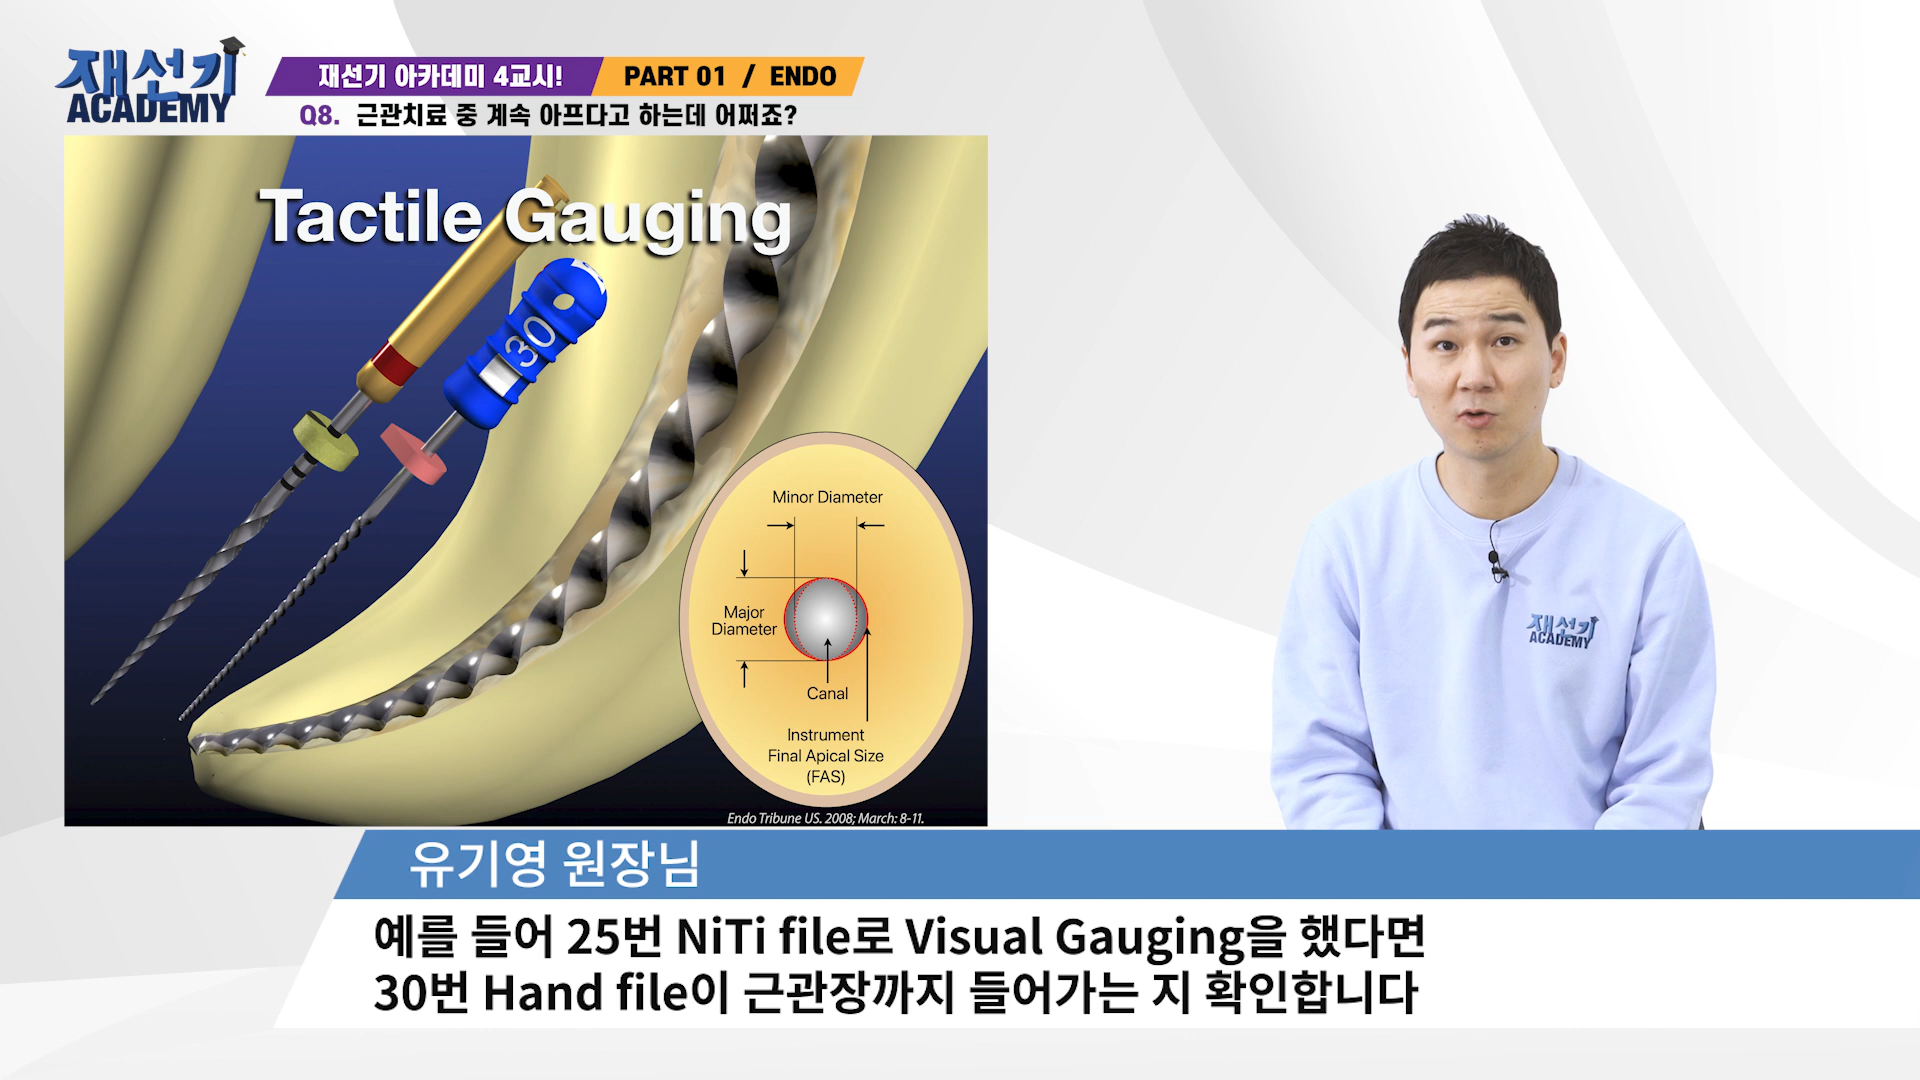 재선기
ACADEMY
재선기 아카데미 4교시!
PART 01 / ENDO
Q8. 근관치료 중 계속 아프다고 하는데 어쩌죠?
Tactile Gauging
30
Minor Diameter
Major
Diameter
Canal
Instrument
Final Apical Size
(FAS)
Endo Tribune US. 2008; March: 8-11.
재선기
ACADEMY
유기영 원장님
예를 들어 25번 NiTi file로 Visual Gauging을 했다면
30번 Hand file이 근관장까지 들어가는 지 확인합니다